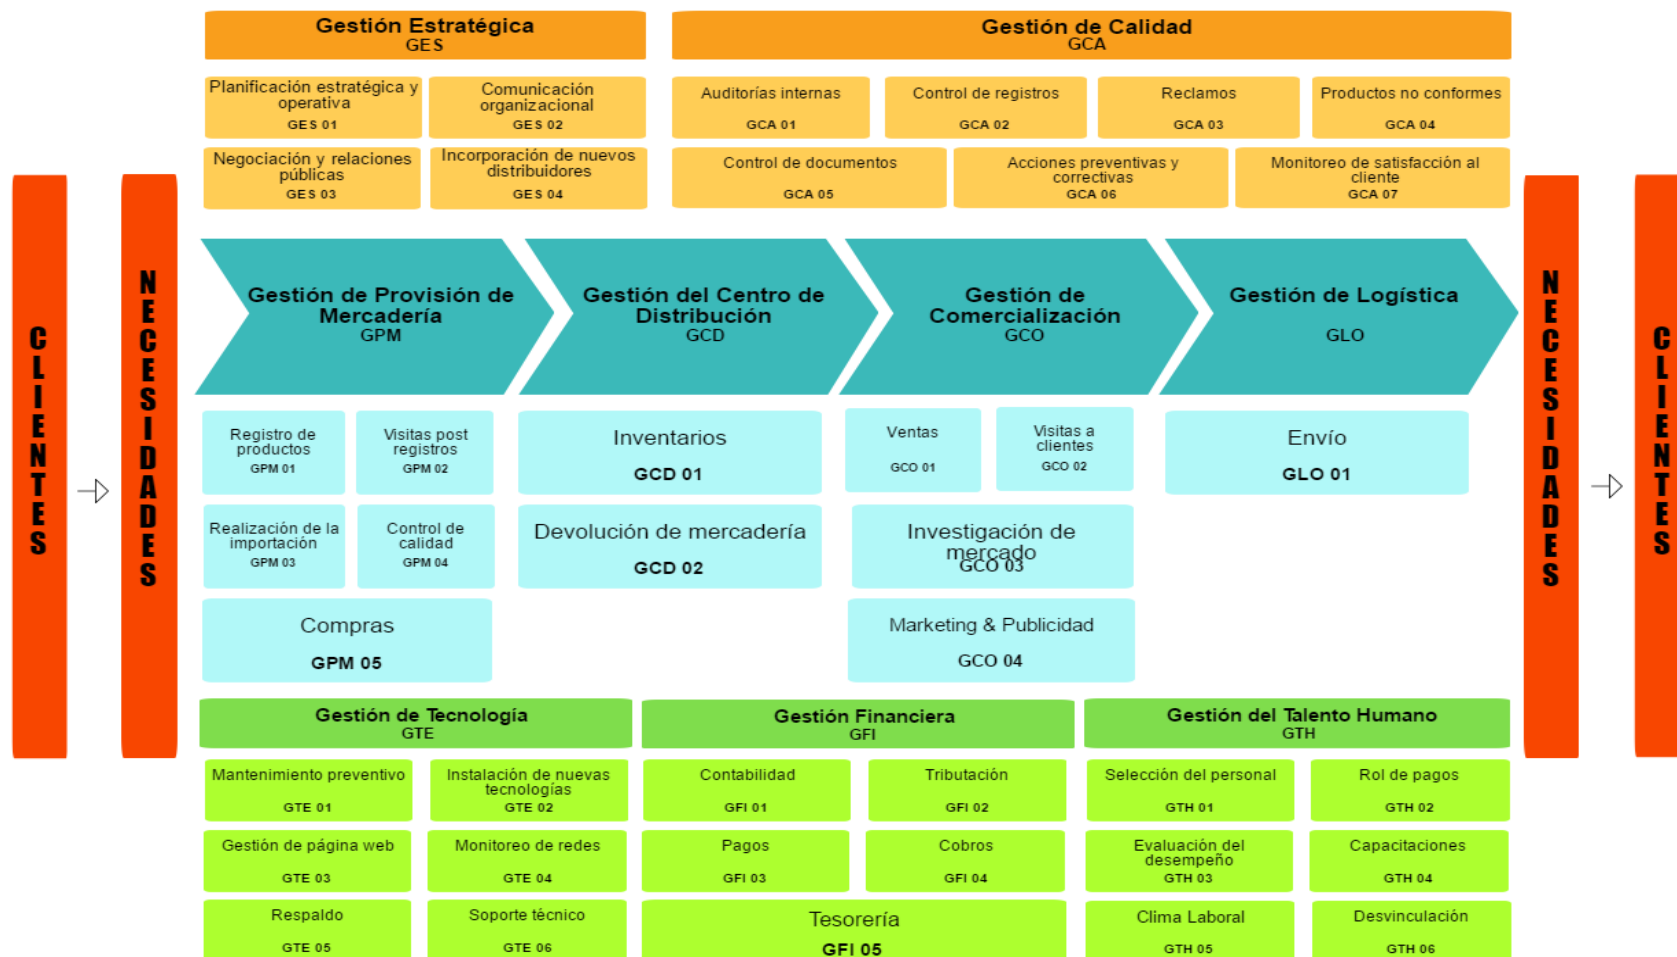 Gestión Estratégica
GES
Gestión de Calidad
GCA
Planificación estratégica y
operativa
GES 01
Comunicación
organizacional
GES 02
Auditorías internas
GCA 01
Control de registros
GCA 02
Reclamos
GCA 03
Productos no conformes
GCA 04
Negociación y relaciones
públicas
GES 03
Incorporación de nuevos
distribuidores
GES 04
Control de documentos
GCA 05
Acciones preventivas y
correctivas
GCA 06
Monitoreo de satisfacción al
cliente
GCA 07
CLIENTES
NECESIDADES
Gestión de Provisión de
Mercadería
GPM
Gestión del Centro de
Distribución
GCD
Gestión de
Comercialización
GCO
Gestión de Logística
GLO
Registro de
productos
GPM 01
Visitas post
registros
GPM 02
Realización de la
importación
GPM 03
Control de
calidad
GPM 04
Compras
GPM 05
Inventarios
GCD 01
Devolución de mercadería
GCD 02
Ventas
GCO 01
Visitas a
clientes
GCO 02
Investigación de
mercado
GCO 03
Marketing & Publicidad
GCO 04
Envío
GLO 01
NECESIDADES
CLIENTES
Gestión de Tecnología
GTE
Gestión Financiera
GFI
Gestión del Talento Humano
GTH
Mantenimiento preventivo
GTE 01
Instalación de nuevas
tecnologías
GTE 02
Gestión de página web
GTE 03
Monitoreo de redes
GTE 04
Respaldo
GTE 05
Soporte técnico
GTE 06
Contabilidad
GFI 01
Tributación
GFI 02
Pagos
GFI 03
Cobros
GFI 04
Tesorería
GFI 05
Selección del personal
GTH 01
Rol de pagos
GTH 02
Evaluación del
desempeño
GTH 03
Capacitaciones
GTH 04
Clima Laboral
GTH 05
Desvinculación
GTH 06